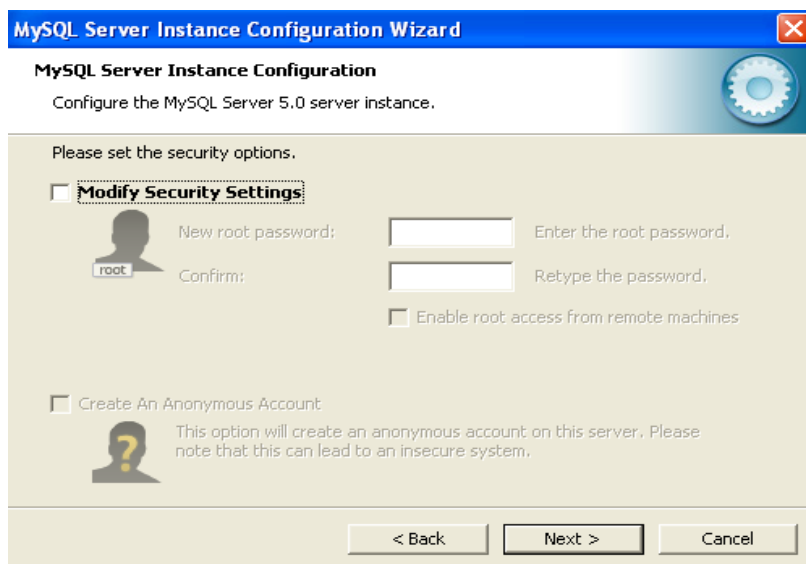 MySQL Server Instance Configuration Wizard
MySQL Server Instance Configuration
Configure the MySQL Server 5.0 server instance.
Please set the security options.
Modify Security Settings
root
New root password:
Enter the root password.
Confirm:
Retype the password.
Enable root access from remote machines
Create An Anonymous Account
?
This option will create an anonymous account on this server. Please
note that this can lead to an insecure system.
< Back
Next >
Cancel